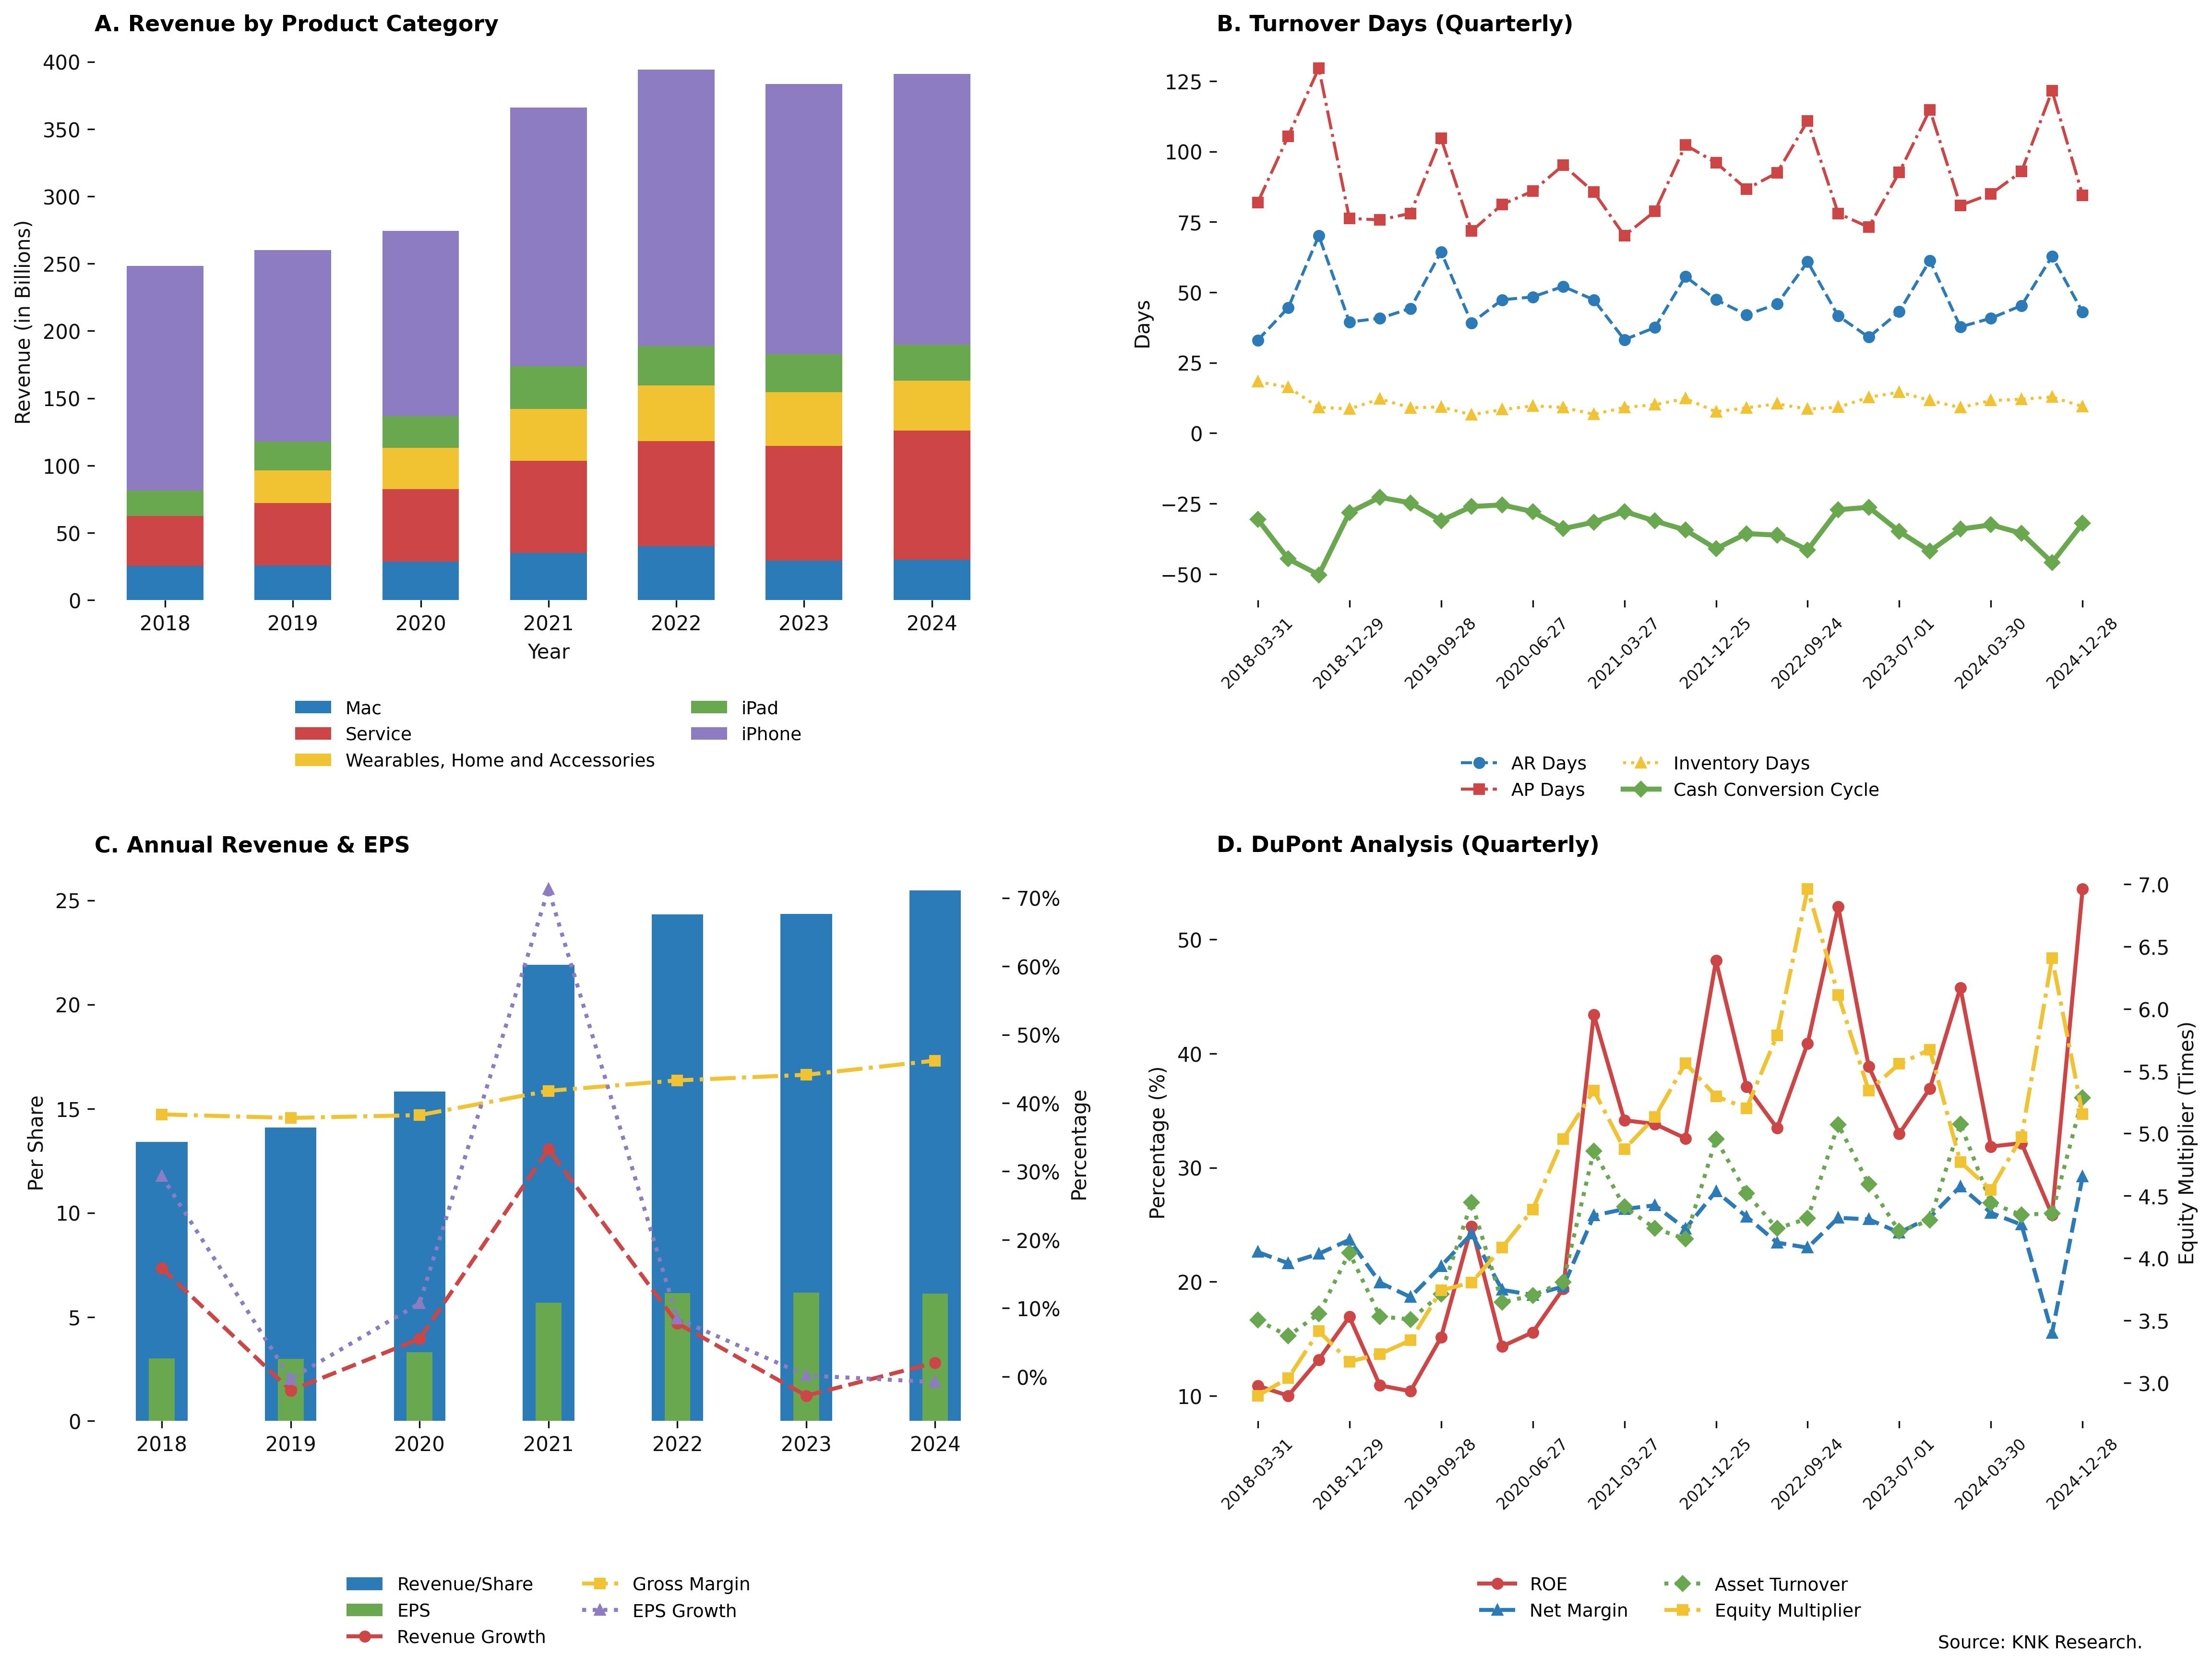 A. Revenue by Product Category
400
350
300
250
200
150
100
50
0
Revenue (in Billions)
2018 2019 2020 2021 2022 2023 2024
Year
Mac
Service
Wearables, Home and Accessories
iPad
iPhone
B. Turnover Days (Quarterly)
125
100
75
50
25
0
−25
−50
Days
2018-03-31 2018-12-29 2019-09-28 2020-06-27 2021-03-27 2021-12-25 2022-09-24 2023-07-01 2024-03-30 2024-12-28
AR Days
AP Days
Inventory Days
Cash Conversion Cycle
C. Annual Revenue & EPS
25
20
15
10
5
0
Per Share
70%
60%
50%
40%
30%
20%
10%
0%
Percentage
2018 2019 2020 2021 2022 2023 2024
Revenue/Share
EPS
Revenue Growth
Gross Margin
EPS Growth
D. DuPont Analysis (Quarterly)
50
40
30
20
10
Percentage (%)
7.0
6.5
6.0
5.5
5.0
4.5
4.0
3.5
3.0
Equity Multiplier (Times)
2018-03-31 2018-12-29 2019-09-28 2020-06-27 2021-03-27 2021-12-25 2022-09-24 2023-07-01 2024-03-30 2024-12-28
ROE
Net Margin
Asset Turnover
Equity Multiplier
Source: KNK Research.